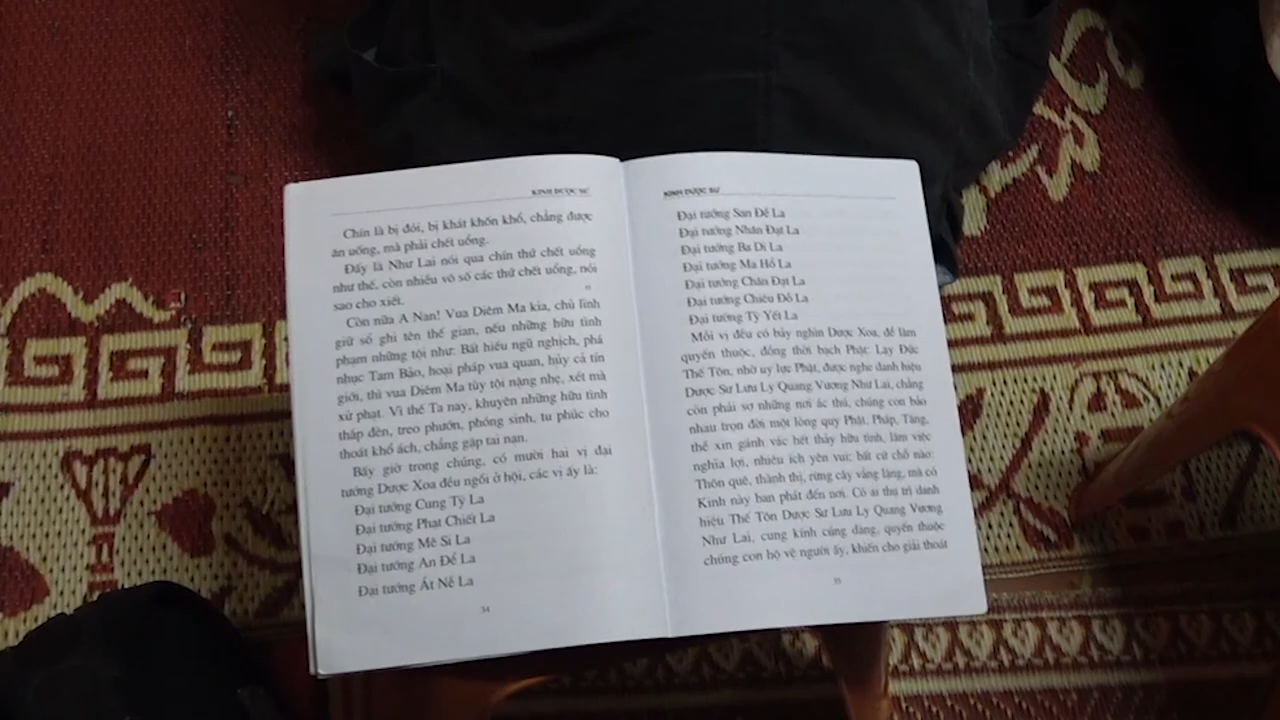 KINH DƯỢC SƯ
Chín là bị đói, bị khát khốn khổ, chẳng được
ăn uống, mà phải chết uổng.
Đấy là Như Lai nói qua chín thứ chết uổng
như thế, còn nhiều vô số các thứ chết uổng, nói
sao cho xiết.
Còn nữa A Nan! Vua Diêm Ma kia, chủ lĩnh
giữ sổ ghi tên thế gian, nếu những hữu tình
phạm những tội như: Bất hiếu ngũ nghịch, phá
nhục Tam Bảo, hoại pháp vua quan, hủy cả tín
giới, thì vua Diêm Ma tùy tội nặng nhẹ, xét mà
xử phạt. Vì thế Ta nay, khuyên những hữu tình
thắp đèn, treo phướn, phóng sinh, tu phúc cho
thoát khổ ách, chẳng gặp tai nạn.
Bấy giờ trong chúng, có mười hai vị đại
tướng Dược Xoa đều ngồi ở hội, các vị ấy là:
Đại tướng Cung Tỳ La
Đại tướng Phạt Chiết La
Đại tướng Mê Sí La
Đại tướng An Để La
Đại tướng Át Nễ La
34
KINH DƯỢC SƯ
Đại tướng San Để La
Đại tướng Nhân Đạt La
Đại tướng Ba Di La
Đại tướng Ma Hổ La
Đại tướng Chân Đạt La
Đại tướng Chiêu Đỗ La
Đại tướng Tỳ Yết La
Mỗi vị đều có bảy nghìn Dược Xoa, để làm
quyến thuộc, đồng thời bạch Phật: Lạy Đức
Thế Tôn, nhờ uy lực Phật, được nghe danh hiệu
Dược Sư Lưu Ly Quang Vương Như Lai, chẳng
còn phải sợ những nơi ác thú, chúng con bảo
nhau trọn đời một lòng quy Phật, Pháp, Tăng,
thề xin gánh vác hết thảy hữu tình, làm việc
nghĩa lợi, nhiêu ích yên vui; bất cứ chỗ nào:
Thôn quê, thành thị, rừng cây vắng lặng, mà có
Kinh này ban phát đến nơi. Có ai thụ trì danh
hiệu Thế Tôn Dược Sư Lưu Ly Quang Vương
Như Lai, cung kính cúng dàng, quyến thuộc
chúng con hộ vệ người ấy, khiến cho giải thoát
35